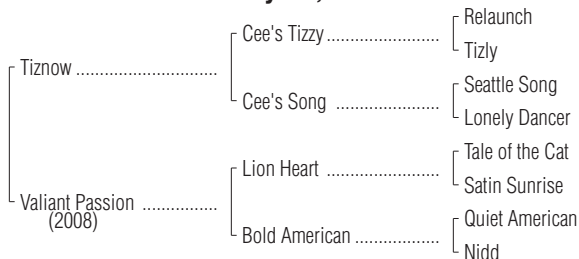 Relaunch
Cee's Tizzy ........................
Tizly
Tiznow ..............................
Seattle Song
Cee's Song ......................
Lonely Dancer
Tale of the Cat
Lion Heart ........................
Satin Sunrise
Valiant Passion ................
(2008)
Quiet American
Bold American ..................
Nidd